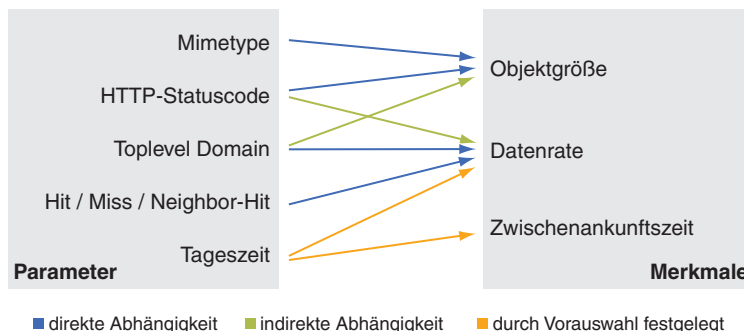 Mimetype
HTTP-Statuscode
Toplevel Domain
Hit / Miss / Neighbor-Hit
Tageszeit
Parameter
Objektgröße
Datenrate
Zwischenankunftszeit
Merkmale
direkte Abhängigkeit
indirekte Abhängigkeit
durch Vorauswahl festgelegt